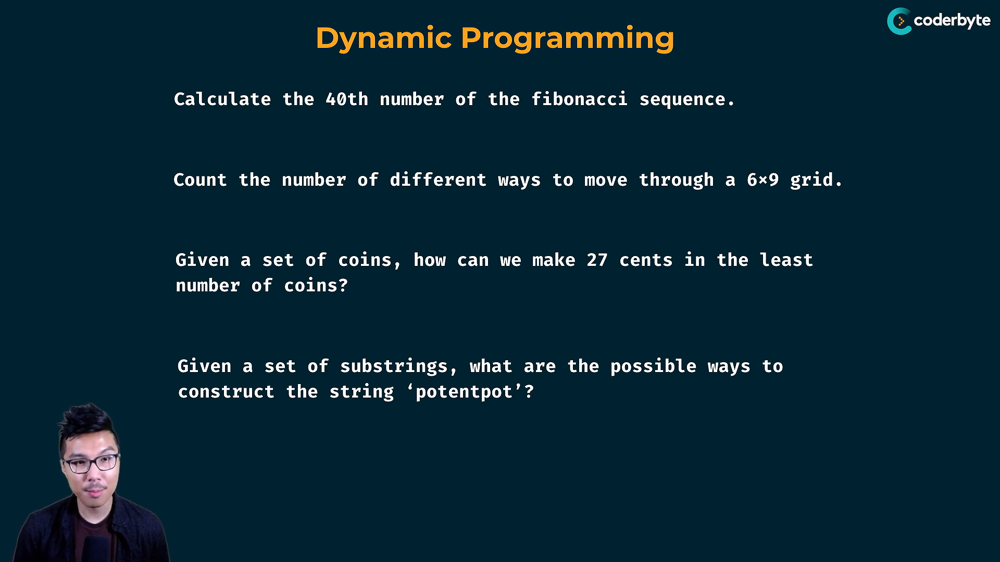 coderbyte
Dynamic Programming
Calculate the 40th number of the fibonacci sequence.
Count the number of different ways to move through a 6×9 grid.
Given a set of coins, how can we make 27 cents in the least
number of coins?
Given a set of substrings, what are the possible ways to
construct the string ‘potentpot’?